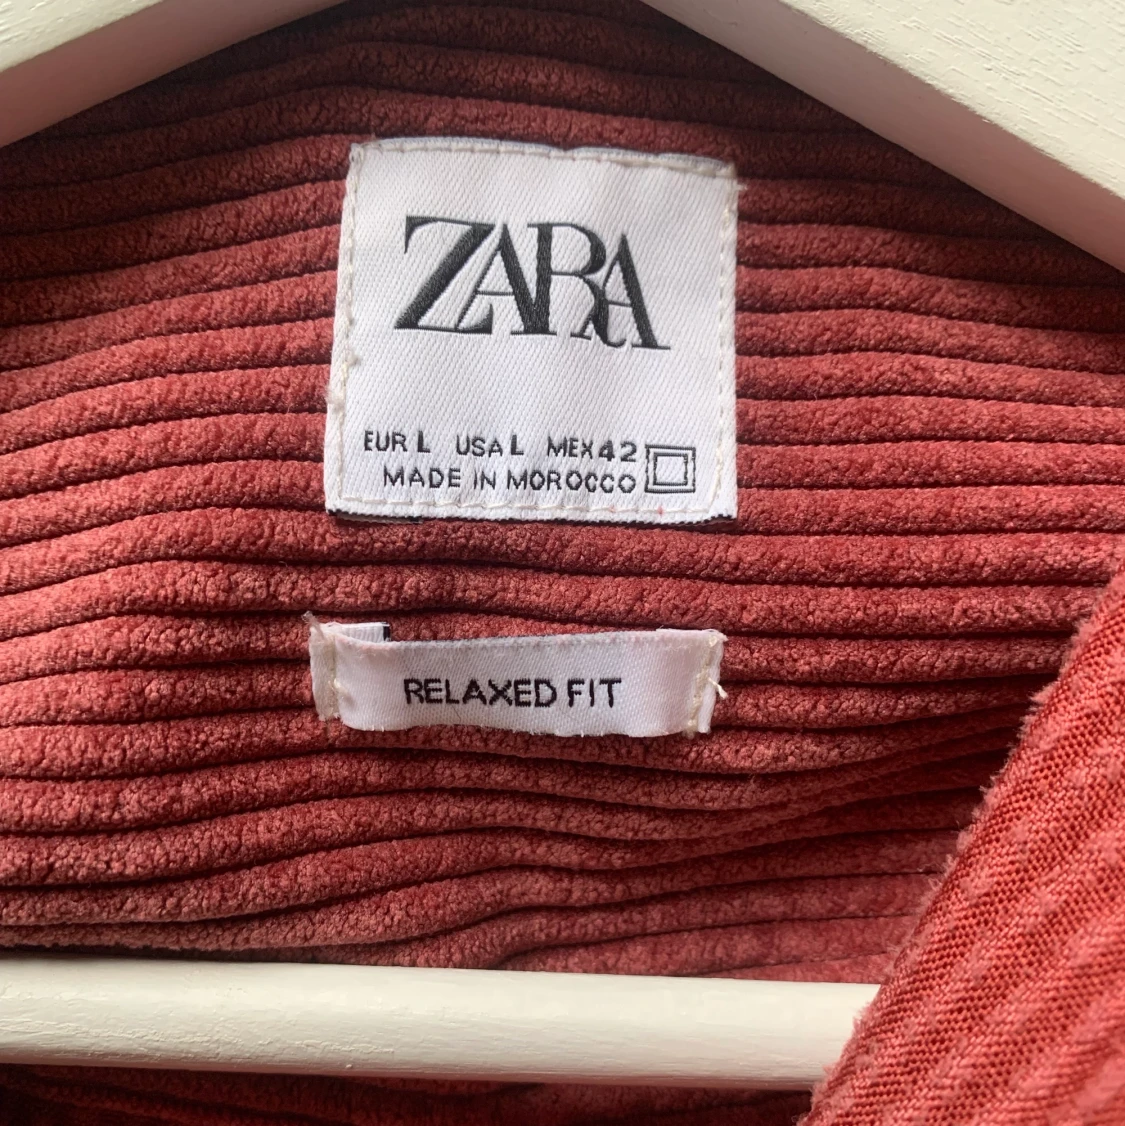 ZARA
EUR L USA L MEX 42
MADE IN MOROCCO
RELAXED FIT